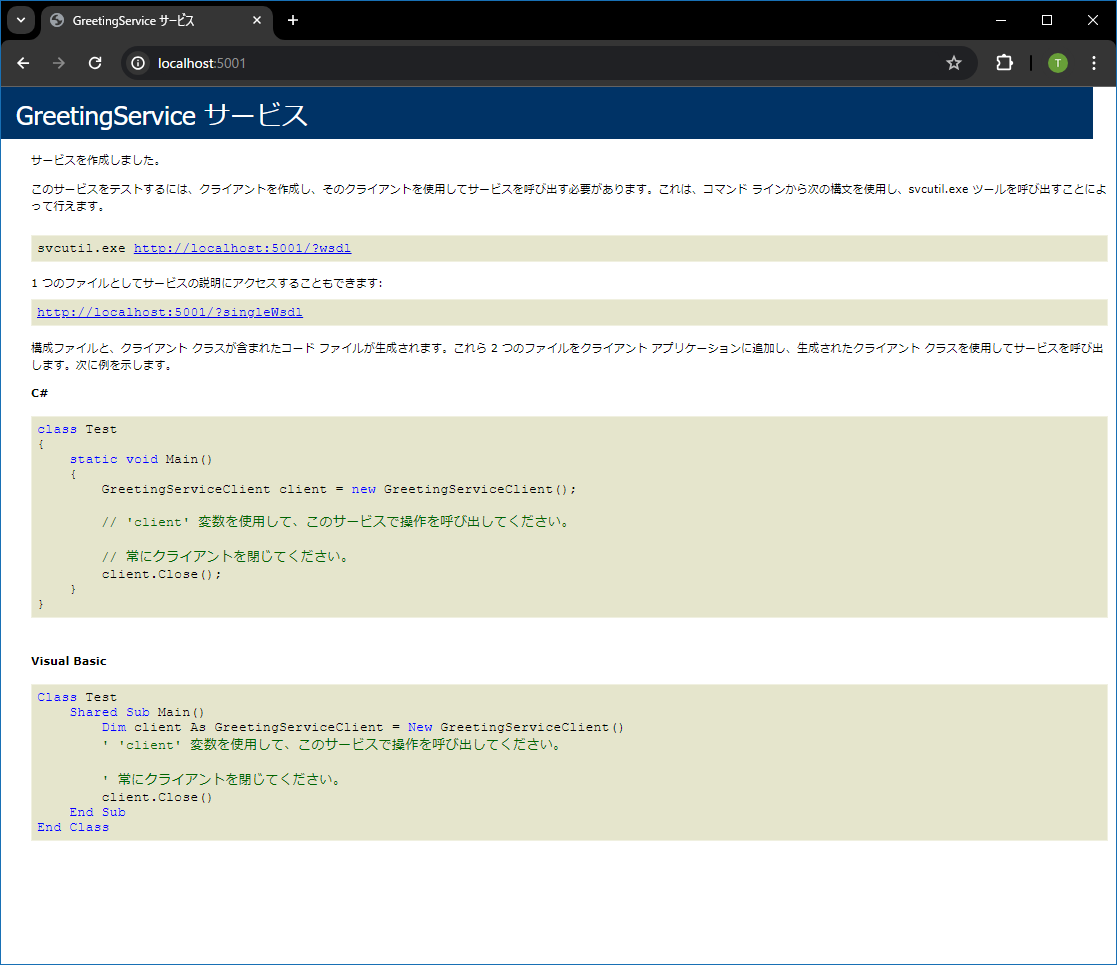 GreetingService サービス
localhost:5001
T
GreetingService サービス
サービスを作成しました。
このサービスをテストするには、クライアントを作成し、そのクライアントを使用してサービスを呼び出す必要があります。これは、コマンド ラインから次の構文を使用し、svcutil.exe ツールを呼び出すことによ
って行えます。
svcutil.exe http://localhost:5001/?wsdl
1 つのファイルとしてサービスの説明にアクセスすることもできます:
http://localhost:5001/?singleWsdl
構成ファイルと、クライアント クラスが含まれたコード ファイルが生成されます。これら 2 つのファイルをクライアント アプリケーションに追加し、生成されたクライアント クラスを使用してサービスを呼び出
します。次に例を示します。
C#
class Test
{
    static void Main()
    {
        GreetingServiceClient client = new GreetingServiceClient();
        // 'client' 変数を使用して、このサービスで操作を呼び出してください。
        // 常にクライアントを閉じてください。
        client.Close();
    }
}
Visual Basic
Class Test
    Shared Sub Main()
        Dim client As GreetingServiceClient = New GreetingServiceClient()
        ' 'client' 変数を使用して、このサービスで操作を呼び出してください。
        ' 常にクライアントを閉じてください。
        client.Close()
    End Sub
End Class